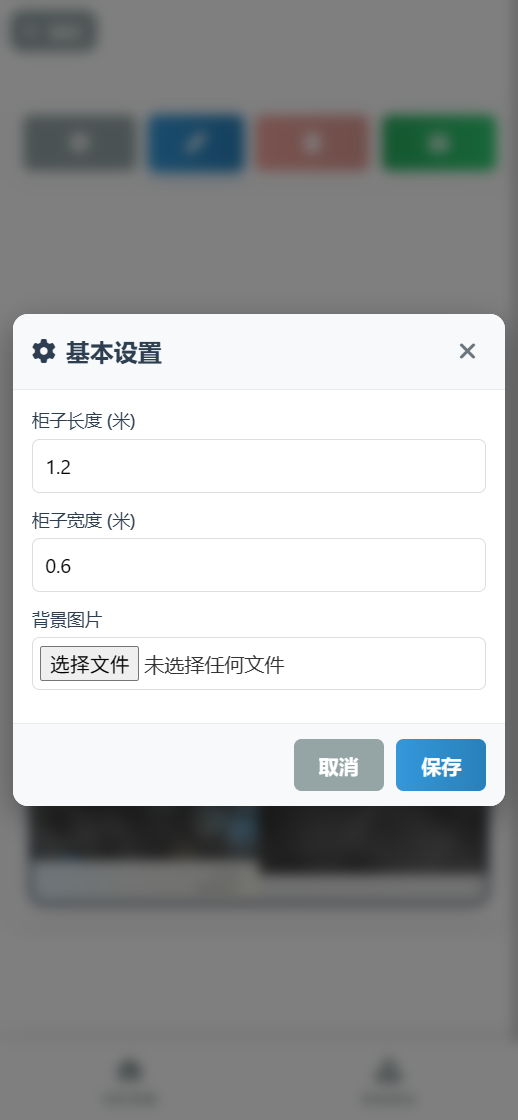 基本设置
柜子长度 (米)
1.2
柜子宽度 (米)
0.6
背景图片
选择文件 未选择任何文件
取消 保存